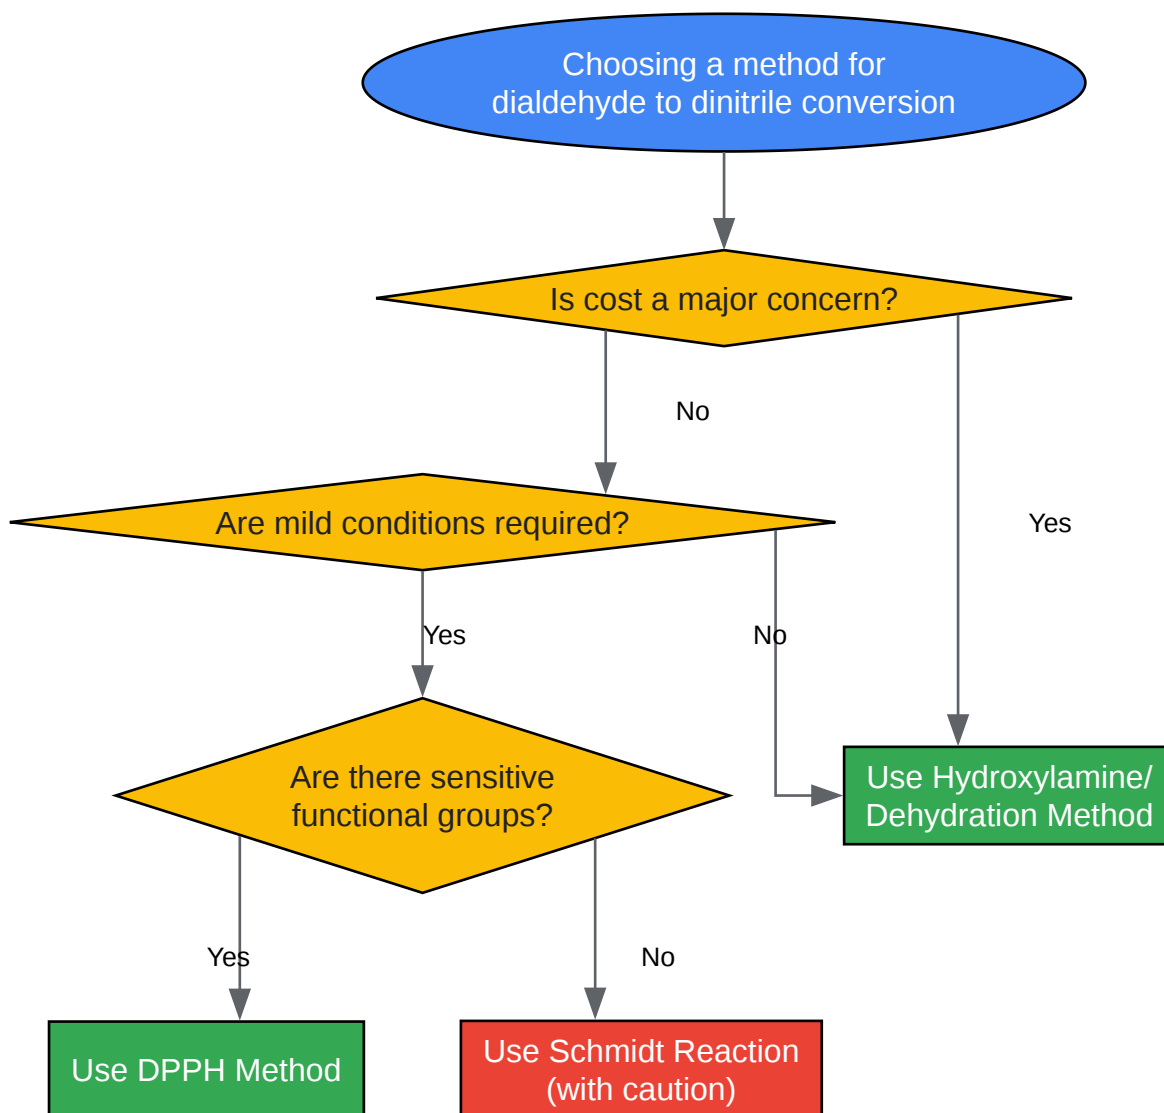 Choosing a method for
dialdehyde to dinitrile conversion
Is cost a major concern?
No
Are mild conditions required?
Yes
Yes
No
Are there sensitive
functional groups?
Use Hydroxylamine/
Dehydration Method
Yes
No
Use DPPH Method
Use Schmidt Reaction
(with caution)